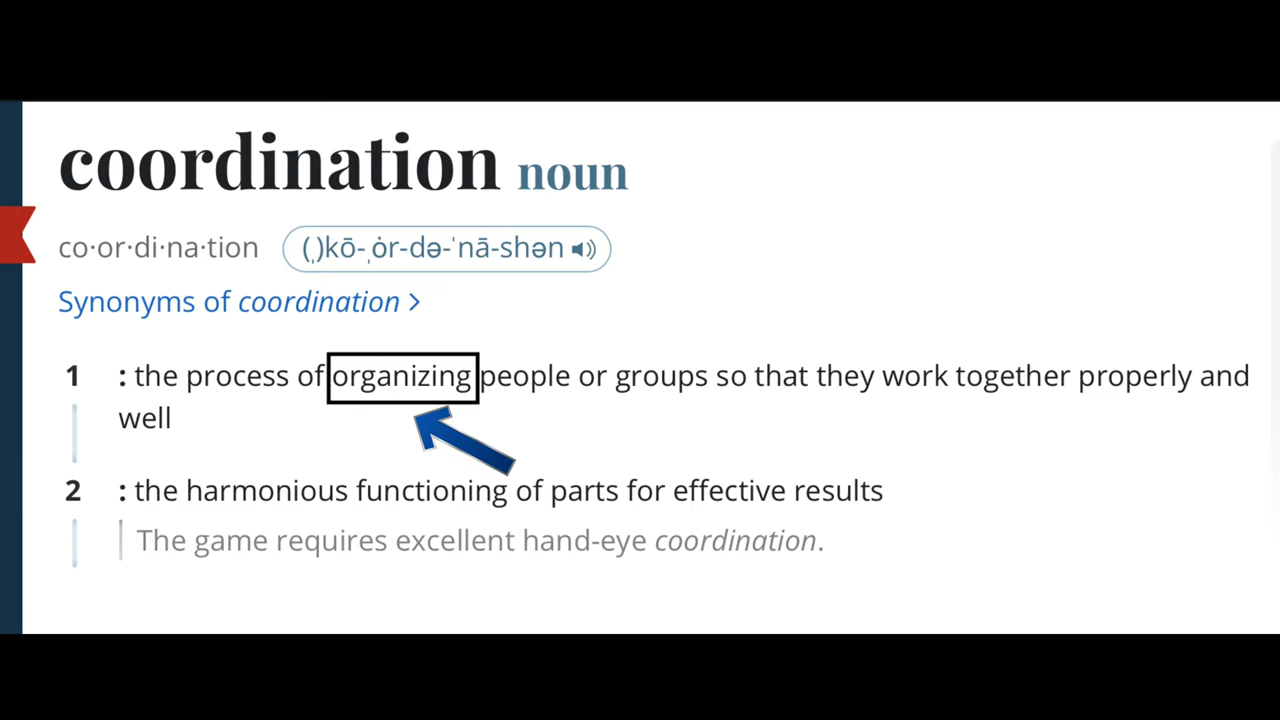 coordination noun
co·or·di·na·tion (ˌ)kō-ˌȯr-də-ˈnā-shən
Synonyms of coordination >
1 : the process of organizing people or groups so that they work together properly and
well
2 : the harmonious functioning of parts for effective results
The game requires excellent hand-eye coordination.